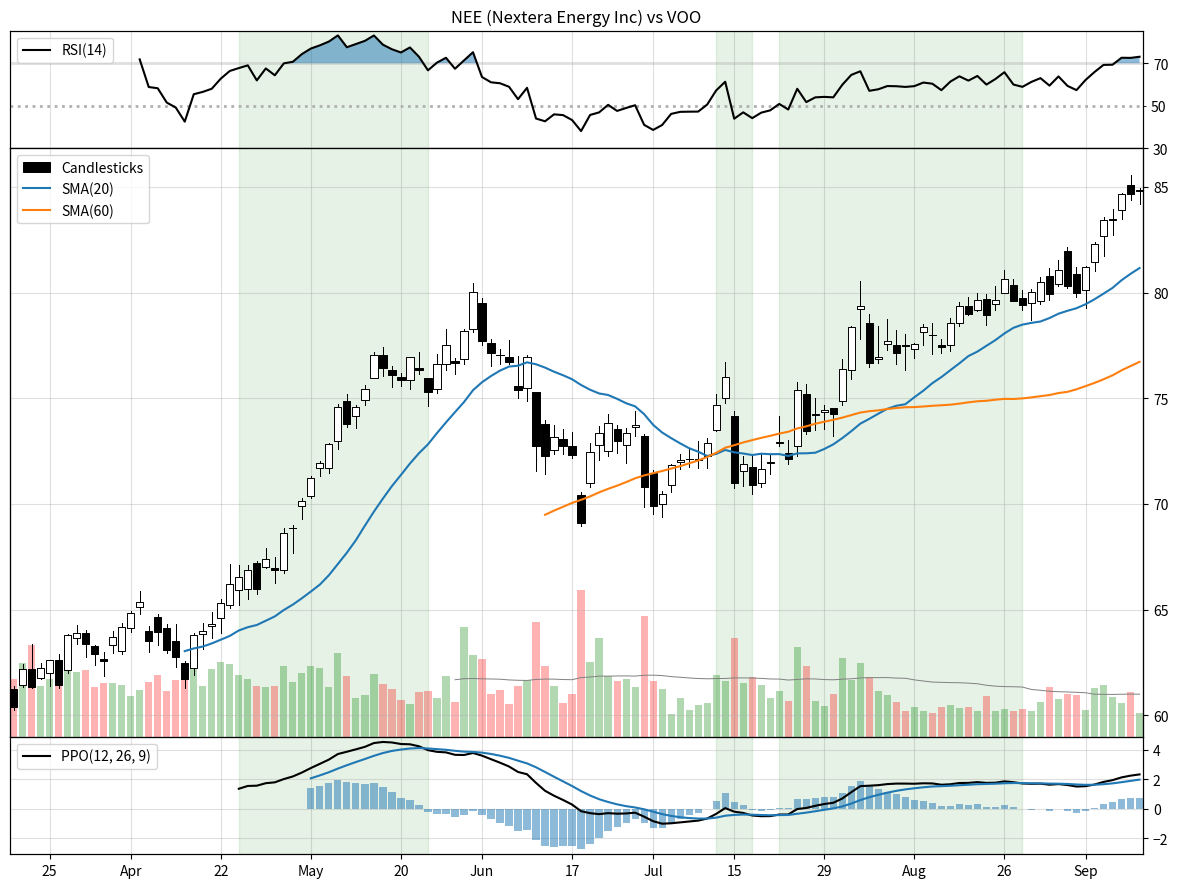 NEE (Nextera Energy Inc) vs VOO
RSI(14)
70
50
30
Candlesticks
SMA(20)
SMA(60)
85
80
75
70
65
60
PPO(12, 26, 9)
4
2
0
−2
25 Apr 22 May 20 Jun 17 Jul 15 29 Aug 26 Sep